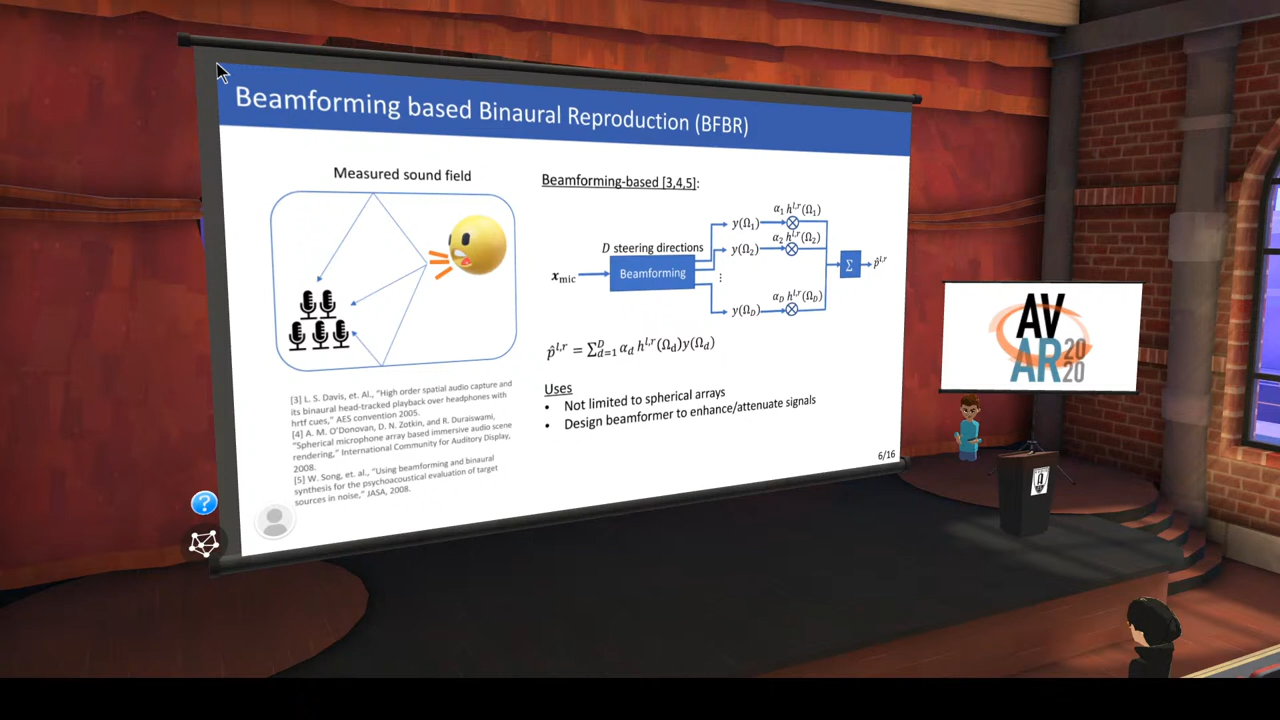 Beamforming based Binaural Reproduction (BFBR)
Measured sound field
[3] L. S. Davis, et. Al., "High order spatial audio capture and
its binaural head-tracked playback over headphones with
hrtf cues," AES convention 2005.
[4] A. M. O'Donovan, D. N. Zotkin, and R. Duraiswami,
"Spherical microphone array based immersive audio scene
rendering," International Community for Auditory Display,
2008.
[5] W. Song, et. al., "Using beamforming and binaural
synthesis for the psychoacoustical evaluation of target
sources in noise," JASA, 2008.
Beamforming-based [3,4,5]:
D steering directions
x_mic
Beamforming
y(Ω₁)
α₁ h^{l,r}(Ω₁)
y(Ω₂)
α₂ h^{l,r}(Ω₂)
⋮
y(Ω_D)
α_D h^{l,r}(Ω_D)
Σ
p̂^{l,r}
p̂^{l,r} = Σ_{d=1}^{D} α_d h^{l,r}(Ω_d)y(Ω_d)
Uses
• Not limited to spherical arrays
• Design beamformer to enhance/attenuate signals
6/16
?
AV
AR 20
20